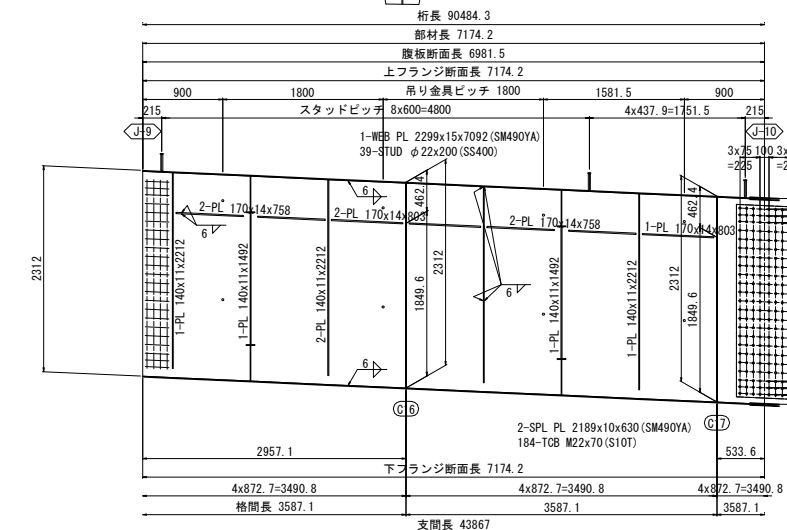 桁長 90484.3
部材長 7174.2
腹板断面長 6981.5
上フランジ断面長 7174.2
900 1800 吊り金具ピッチ 1800 1581.5 900
215 スタッドピッチ 8x600=4800 4x437.9=1751.5 215
J-9 J-10
1-WEB PL 2299x15x7092(SM490YA)
39-STUD φ22x200(SS400)
3x75 100 3x
=225
6
462.4
462.4
2-PL 170x14x758
2-PL 170x14x803
2-PL 170x14x758
1-PL 170x14x803
6
2312
1-PL 140x11x2212
1-PL 140x11x1492
2-PL 140x11x2212
1849.6
2312
6
1-PL 140x11x1492
1-PL 140x11x2212
2312
1849.6
6
C16
C17
2-SPL PL 2189x10x630(SM490YA)
184-TCB M22x70(S10T)
2957.1 533.6
下フランジ断面長 7174.2
4x872.7=3490.8 4x872.7=3490.8 4x872.7=3490.8
格間長 3587.1 3587.1 3587.1
支間長 43867